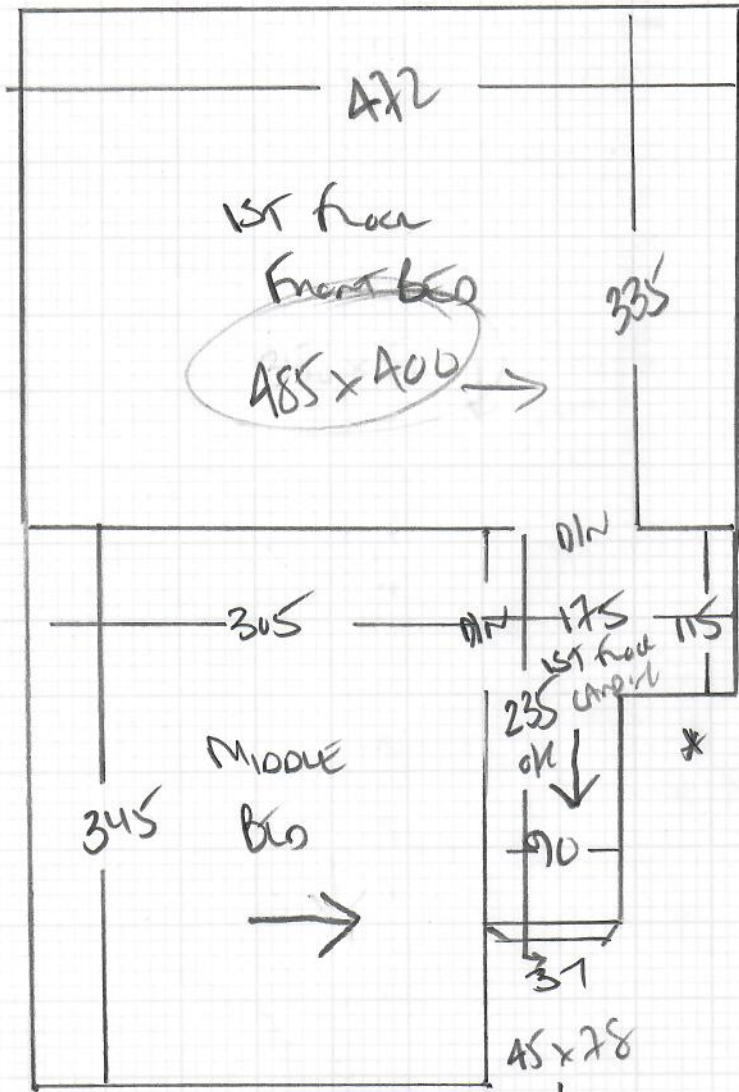 472
1ST Floor
Front BED
335
485 x 400
D/N
305
D/N
175
115
1ST Floor
LANDING
235
OK
*
MIDDLE
BED
345
90
37
45 x 78